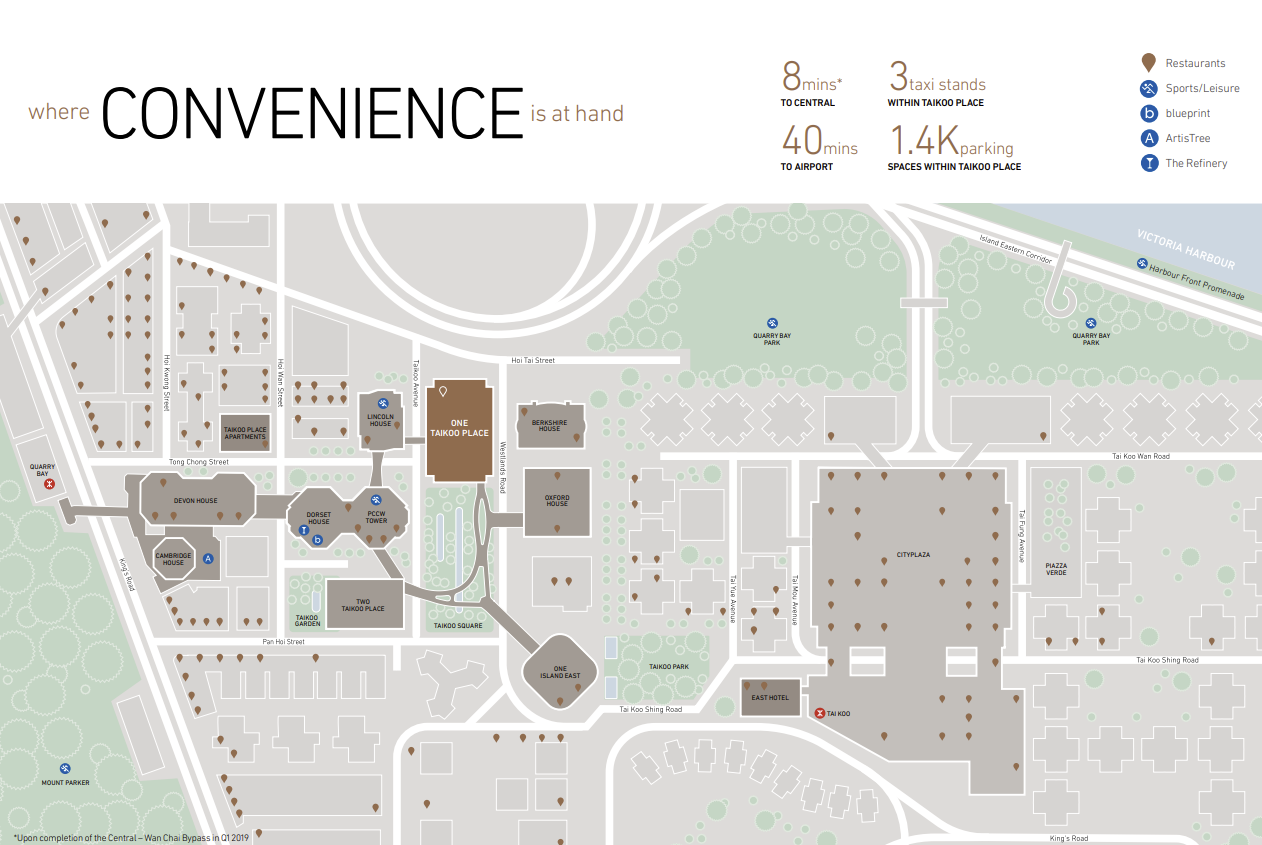 where CONVENIENCE is at hand
8mins*
TO CENTRAL
3taxi stands
WITHIN TAIKOO PLACE
40mins
TO AIRPORT
1.4Kparking
SPACES WITHIN TAIKOO PLACE
Restaurants
Sports/Leisure
b blueprint
A ArtisTree
The Refinery
VICTORIA HARBOUR
Island Eastern Corridor
Harbour Front Promenade
QUARRY BAY
PARK
QUARRY BAY
PARK
Hoi Kwong Street
Hoi Wan Street
Taikoo Avenue
Hoi Tai Street
LINCOLN
HOUSE
ONE
TAIKOO PLACE
BERKSHIRE
HOUSE
TAIKOO PLACE
APARTMENTS
Westlands Road
Tong Chong Street
Tai Koo Wan Road
QUARRY
BAY
DEVON HOUSE
DORSET
HOUSE
b
PCCW
TOWER
OXFORD
HOUSE
Tai Fung Avenue
CITYPLAZA
CAMBRIDGE
HOUSE
A
PIAZZA
VERDE
King's Road
Tai Yue Avenue
Tai Mou Avenue
TWO
TAIKOO PLACE
TAIKOO
GARDEN
TAIKOO SQUARE
Pan Hoi Street
ONE
ISLAND EAST
TAIKOO PARK
Tai Koo Shing Road
EAST HOTEL
Tai Koo Shing Road
TAI KOO
MOUNT PARKER
*Upon completion of the Central – Wan Chai Bypass in Q1 2019
King's Road